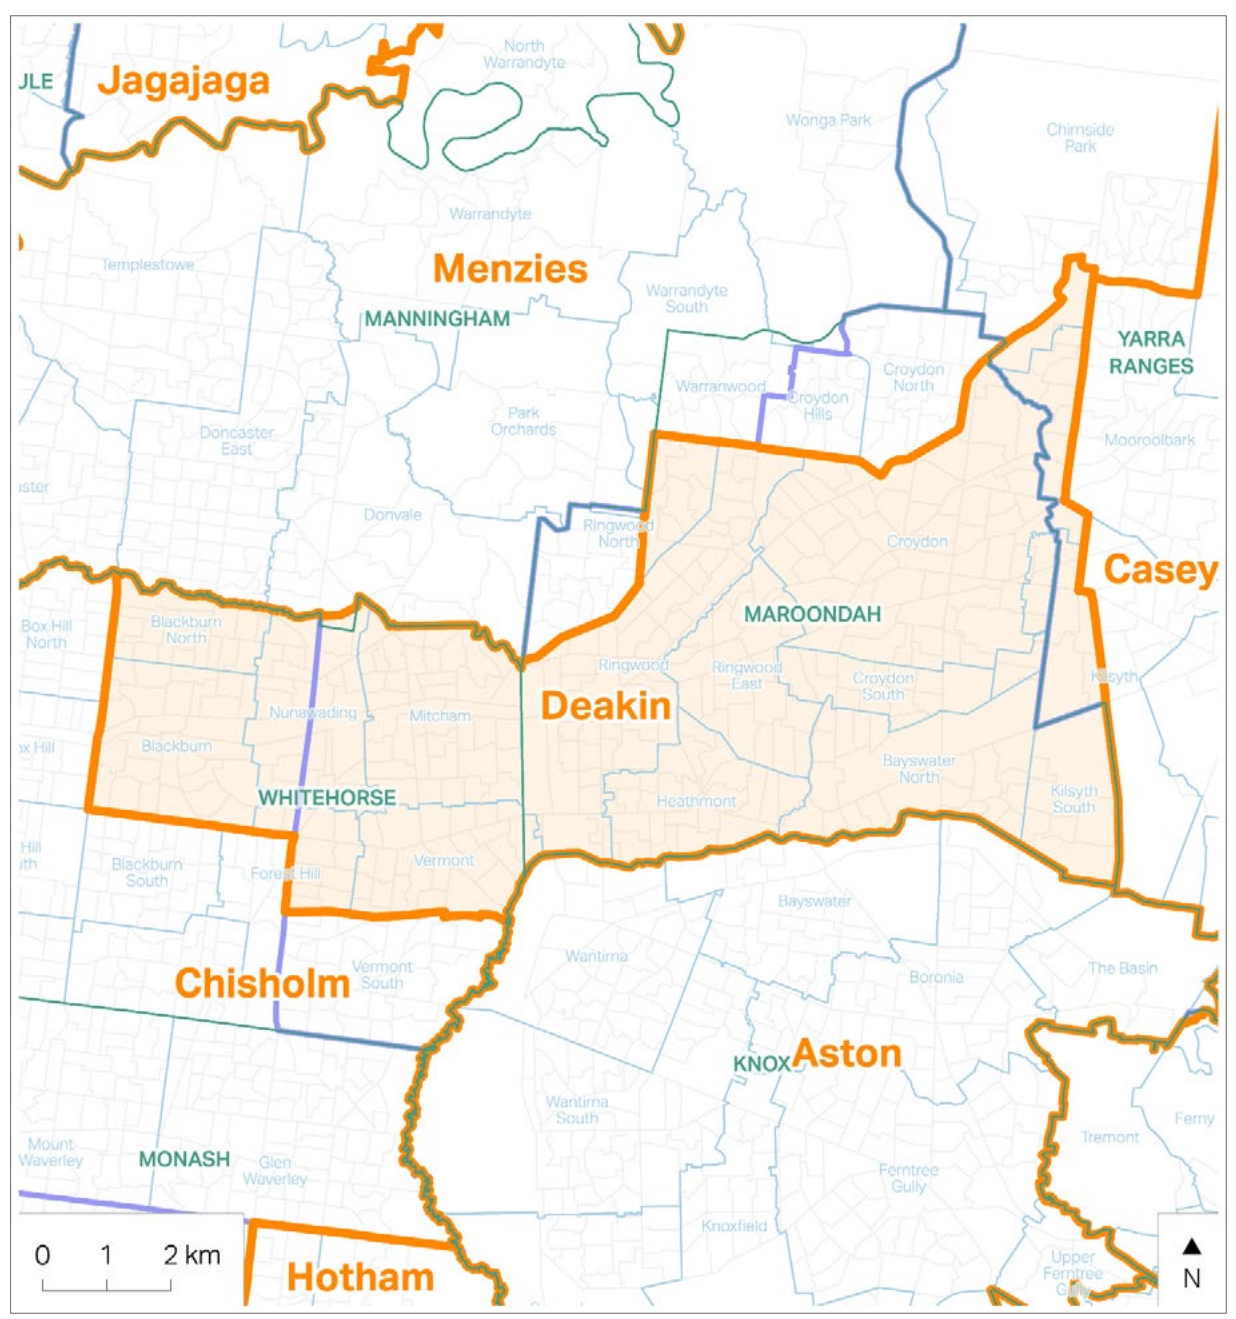 North
Warrandyte
JLE
Jagajaga
Wonga Park
Chirnside
Park
Warrandyte
Templestowe
Menzies
Warrandyte
South
MANNINGHAM
YARRA
RANGES
Croydon
North
Warranwood
Croydon
Hills
Park
Orchards
Doncaster
East
Mooroolbark
aster
Donvale
Ringwood
North
Croydon
Casey
MAROONDAH
Box Hill
North
Blackburn
North
Ringwood
Ringwood
East
Croydon
South
Kilsyth
Deakin
Nunawading
Mitcham
ox Hill
Blackburn
Bayswater
North
WHITEHORSE
Heathmont
Kilsyth
South
Hill
uth
Blackburn
South
Forest Hill
Vermont
Bayswater
Wantirna
Chisholm
Vermont
South
Boronia
The Basin
KNOX
Aston
Wantirna
South
Ferny
Tremont
Mount
Waverley
MONASH
Glen
Waverley
Ferntree
Gully
Knoxfield
0 1 2 km
Hotham
Upper
Ferntree
Gully
N